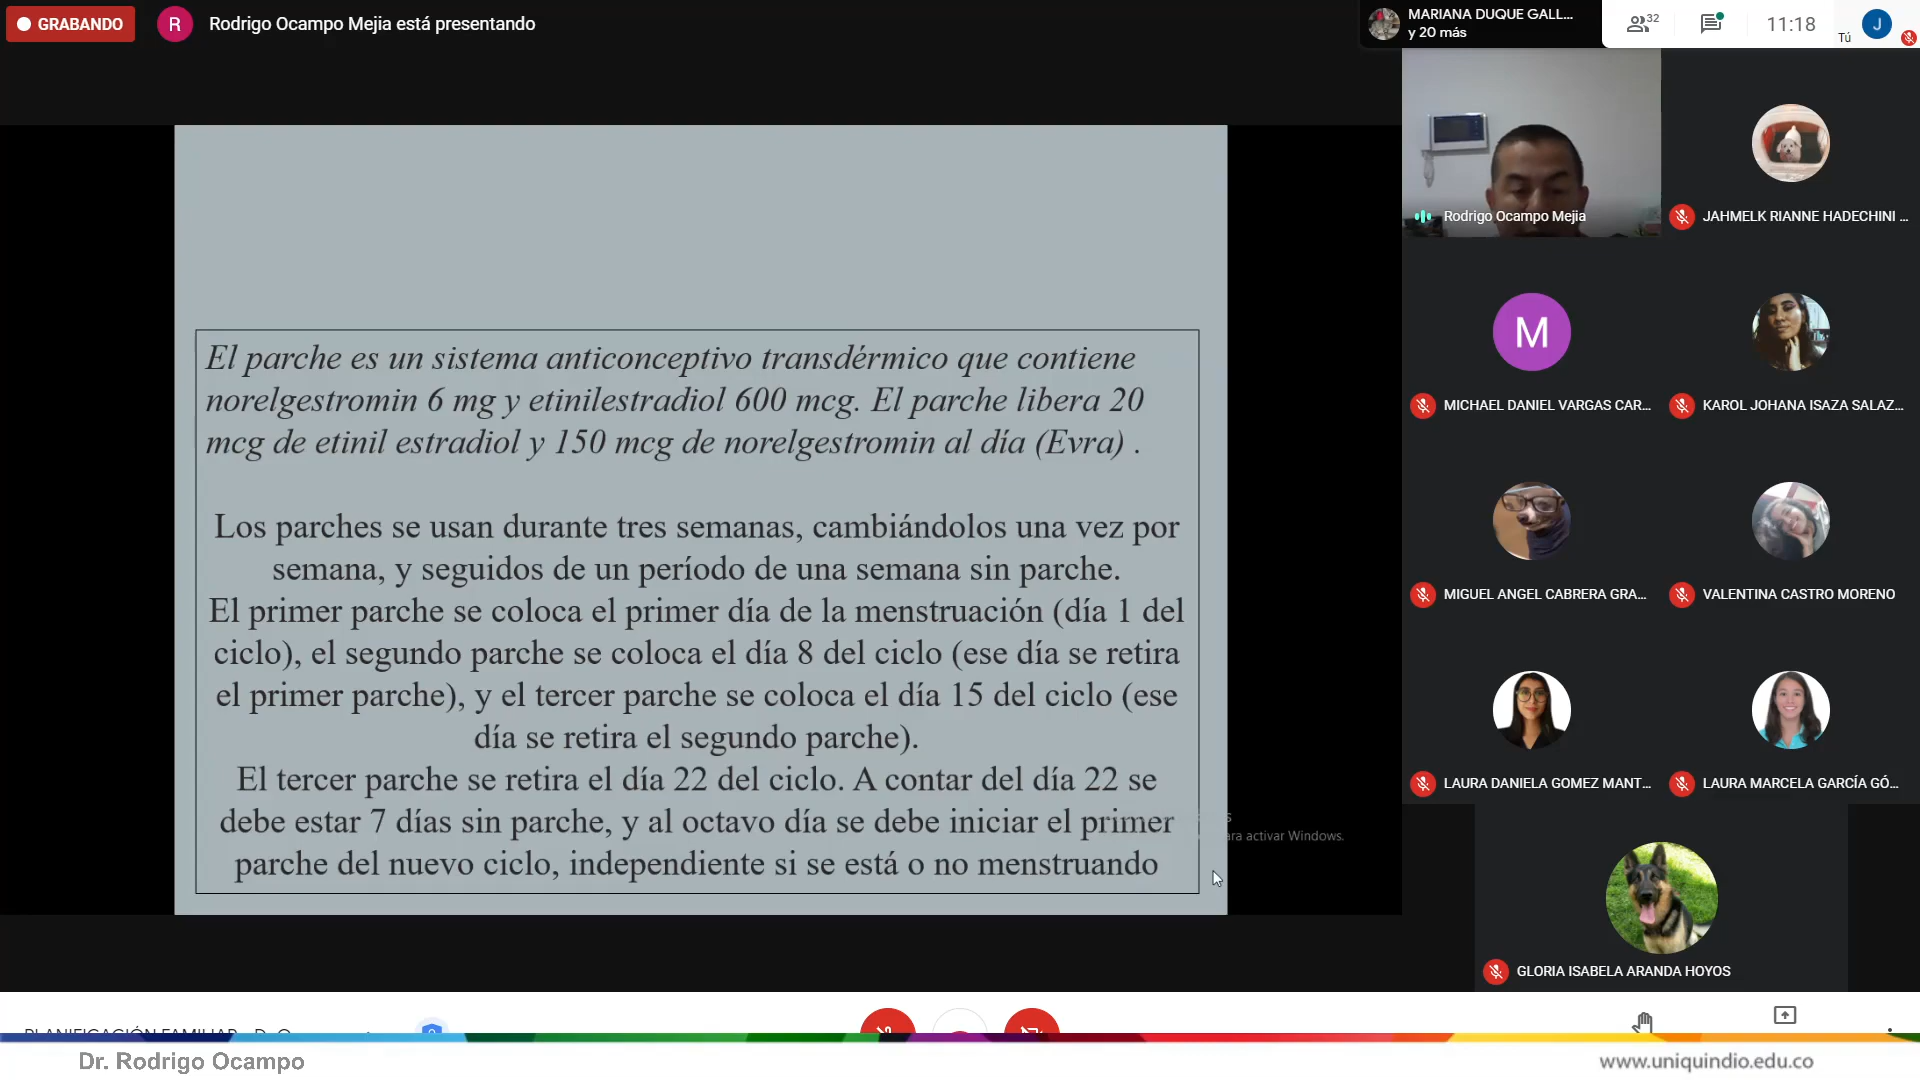 GRABANDO
R
Rodrigo Ocampo Mejia está presentando
MARIANA DUQUE GALL...
y 20 más
32
11:18
Tú
J
El parche es un sistema anticonceptivo transdérmico que contiene
norelgestromin 6 mg y etinilestradiol 600 mcg. El parche libera 20
mcg de etinil estradiol y 150 mcg de norelgestromin al día (Evra) .
Los parches se usan durante tres semanas, cambiándolos una vez por
semana, y seguidos de un período de una semana sin parche.
El primer parche se coloca el primer día de la menstruación (día 1 del
ciclo), el segundo parche se coloca el día 8 del ciclo (ese día se retira
el primer parche), y el tercer parche se coloca el día 15 del ciclo (ese
día se retira el segundo parche).
El tercer parche se retira el día 22 del ciclo. A contar del día 22 se
debe estar 7 días sin parche, y al octavo día se debe iniciar el primer
parche del nuevo ciclo, independiente si se está o no menstruando
activar Windows.
Rodrigo Ocampo Mejia
JAHMELK RIANNE HADECHINI ...
M
MICHAEL DANIEL VARGAS CAR...
KAROL JOHANA ISAZA SALAZ...
MIGUEL ANGEL CABRERA GRA...
VALENTINA CASTRO MORENO
LAURA DANIELA GOMEZ MANT...
LAURA MARCELA GARCÍA GÓ...
GLORIA ISABELA ARANDA HOYOS
PLANIFICACIÓN FAMILIAR
Dr. Rodrigo Ocampo
www.uniquindio.edu.co